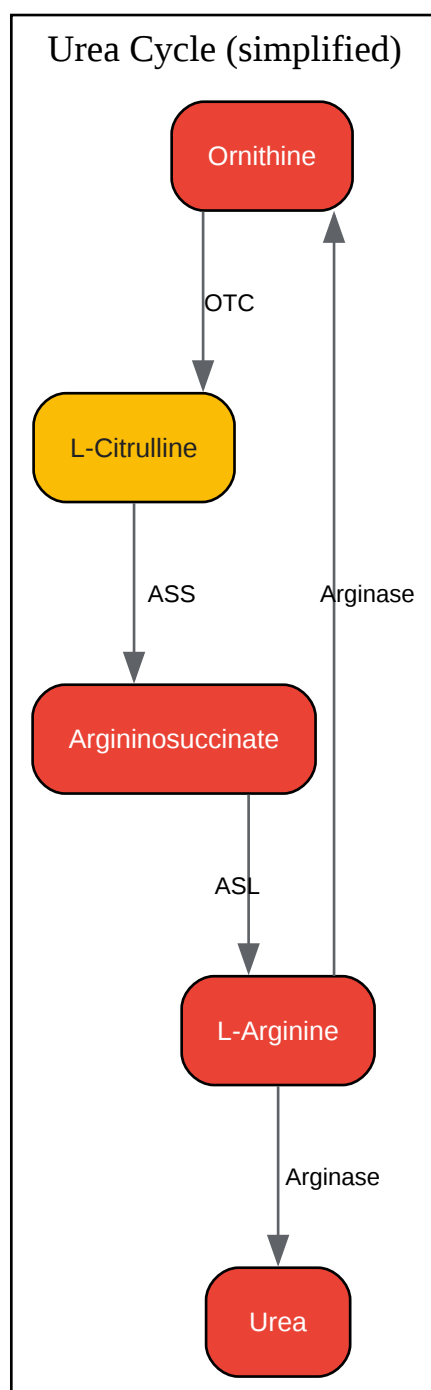 Urea Cycle (simplified)
Ornithine
OTC
L-Citrulline
ASS
Arginase
Argininosuccinate
ASL
L-Arginine
Arginase
Urea